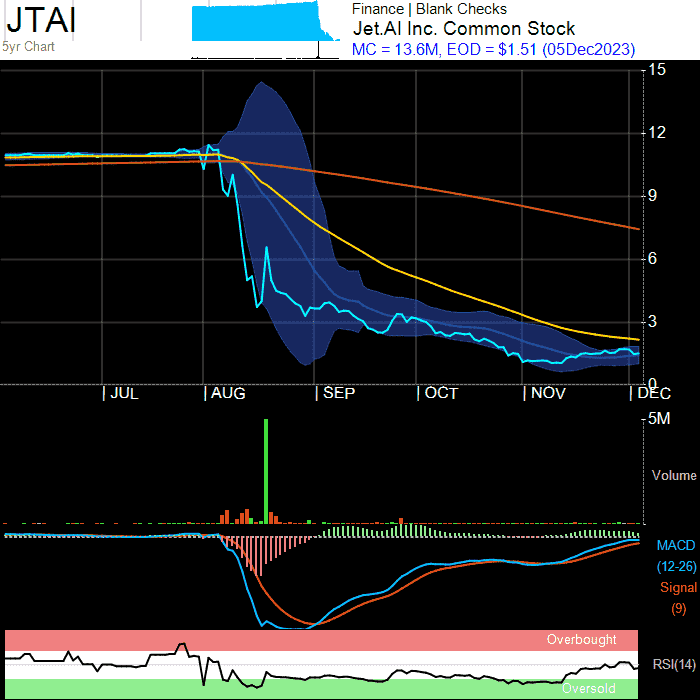 JTAI
5yr Chart
Finance | Blank Checks
Jet.AI Inc. Common Stock
MC = 13.6M, EOD = $1.51 (05Dec2023)
15
12
9
6
3
0
| JUL | AUG | SEP | OCT | NOV | DEC
5M
Volume
MACD
(12-26)
Signal
(9)
Overbought
RSI(14)
Oversold